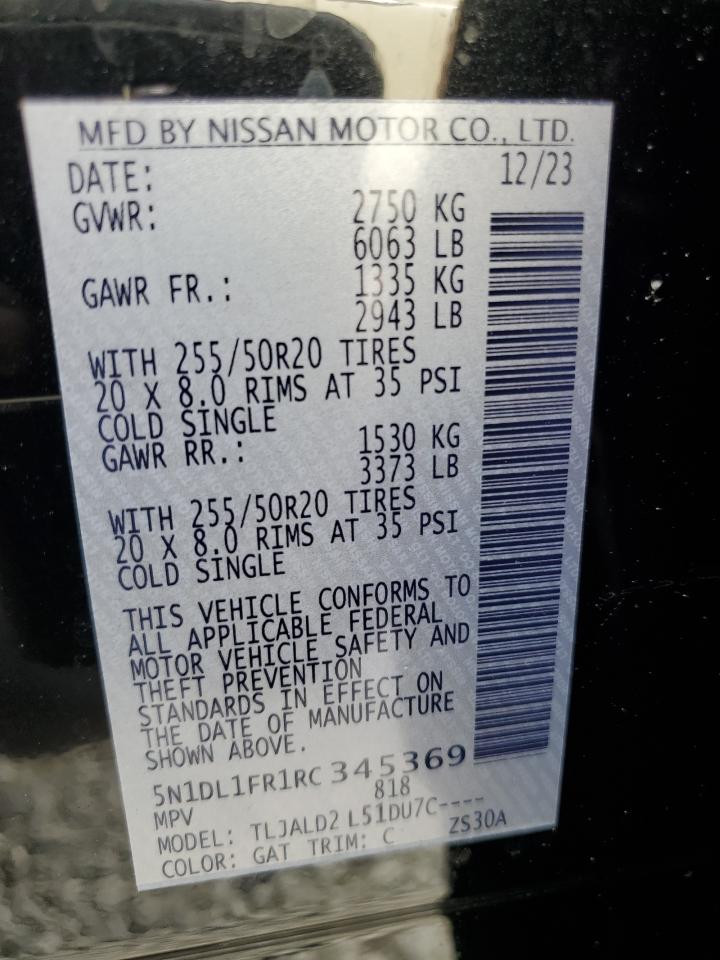 MFD BY NISSAN MOTOR CO., LTD.
DATE: 12/23
GVWR: 2750 KG
6063 LB
GAWR FR.: 1335 KG
2943 LB
WITH 255/50R20 TIRES
20 X 8.0 RIMS AT 35 PSI
COLD SINGLE
GAWR RR.: 1530 KG
3373 LB
WITH 255/50R20 TIRES
20 X 8.0 RIMS AT 35 PSI
COLD SINGLE
THIS VEHICLE CONFORMS TO
ALL APPLICABLE FEDERAL
MOTOR VEHICLE SAFETY AND
THEFT PREVENTION
STANDARDS IN EFFECT ON
THE DATE OF MANUFACTURE
SHOWN ABOVE.
5N1DL1FR1RC 345369
MPV 818
MODEL: TLJALD2 L51DU7C----
COLOR: GAT TRIM: C ZS30A